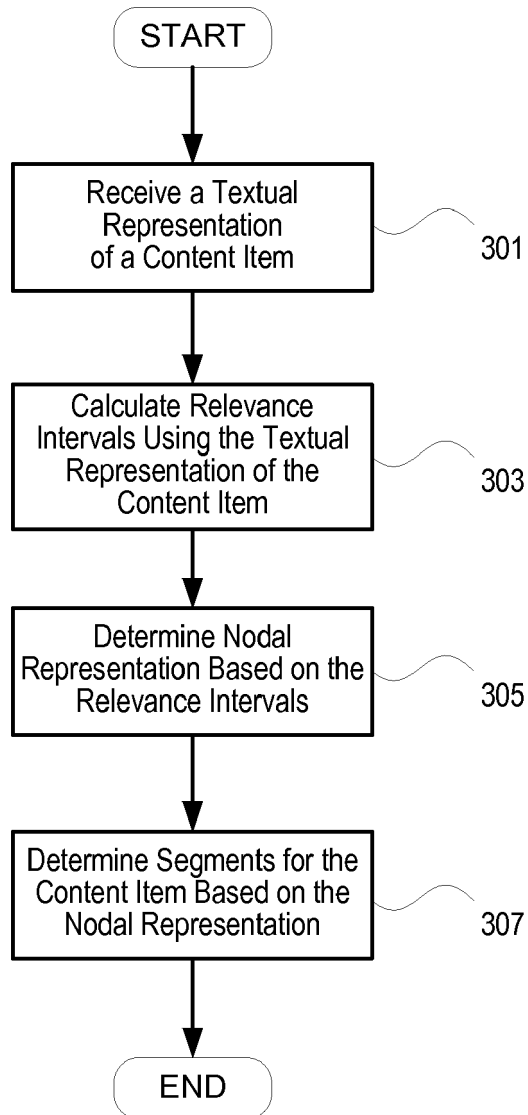 START
Receive a Textual
Representation
of a Content Item
301
Calculate Relevance
Intervals Using the Textual
Representation of the
Content Item
303
Determine Nodal
Representation Based on the
Relevance Intervals
305
Determine Segments for the
Content Item Based on the
Nodal Representation
307
END